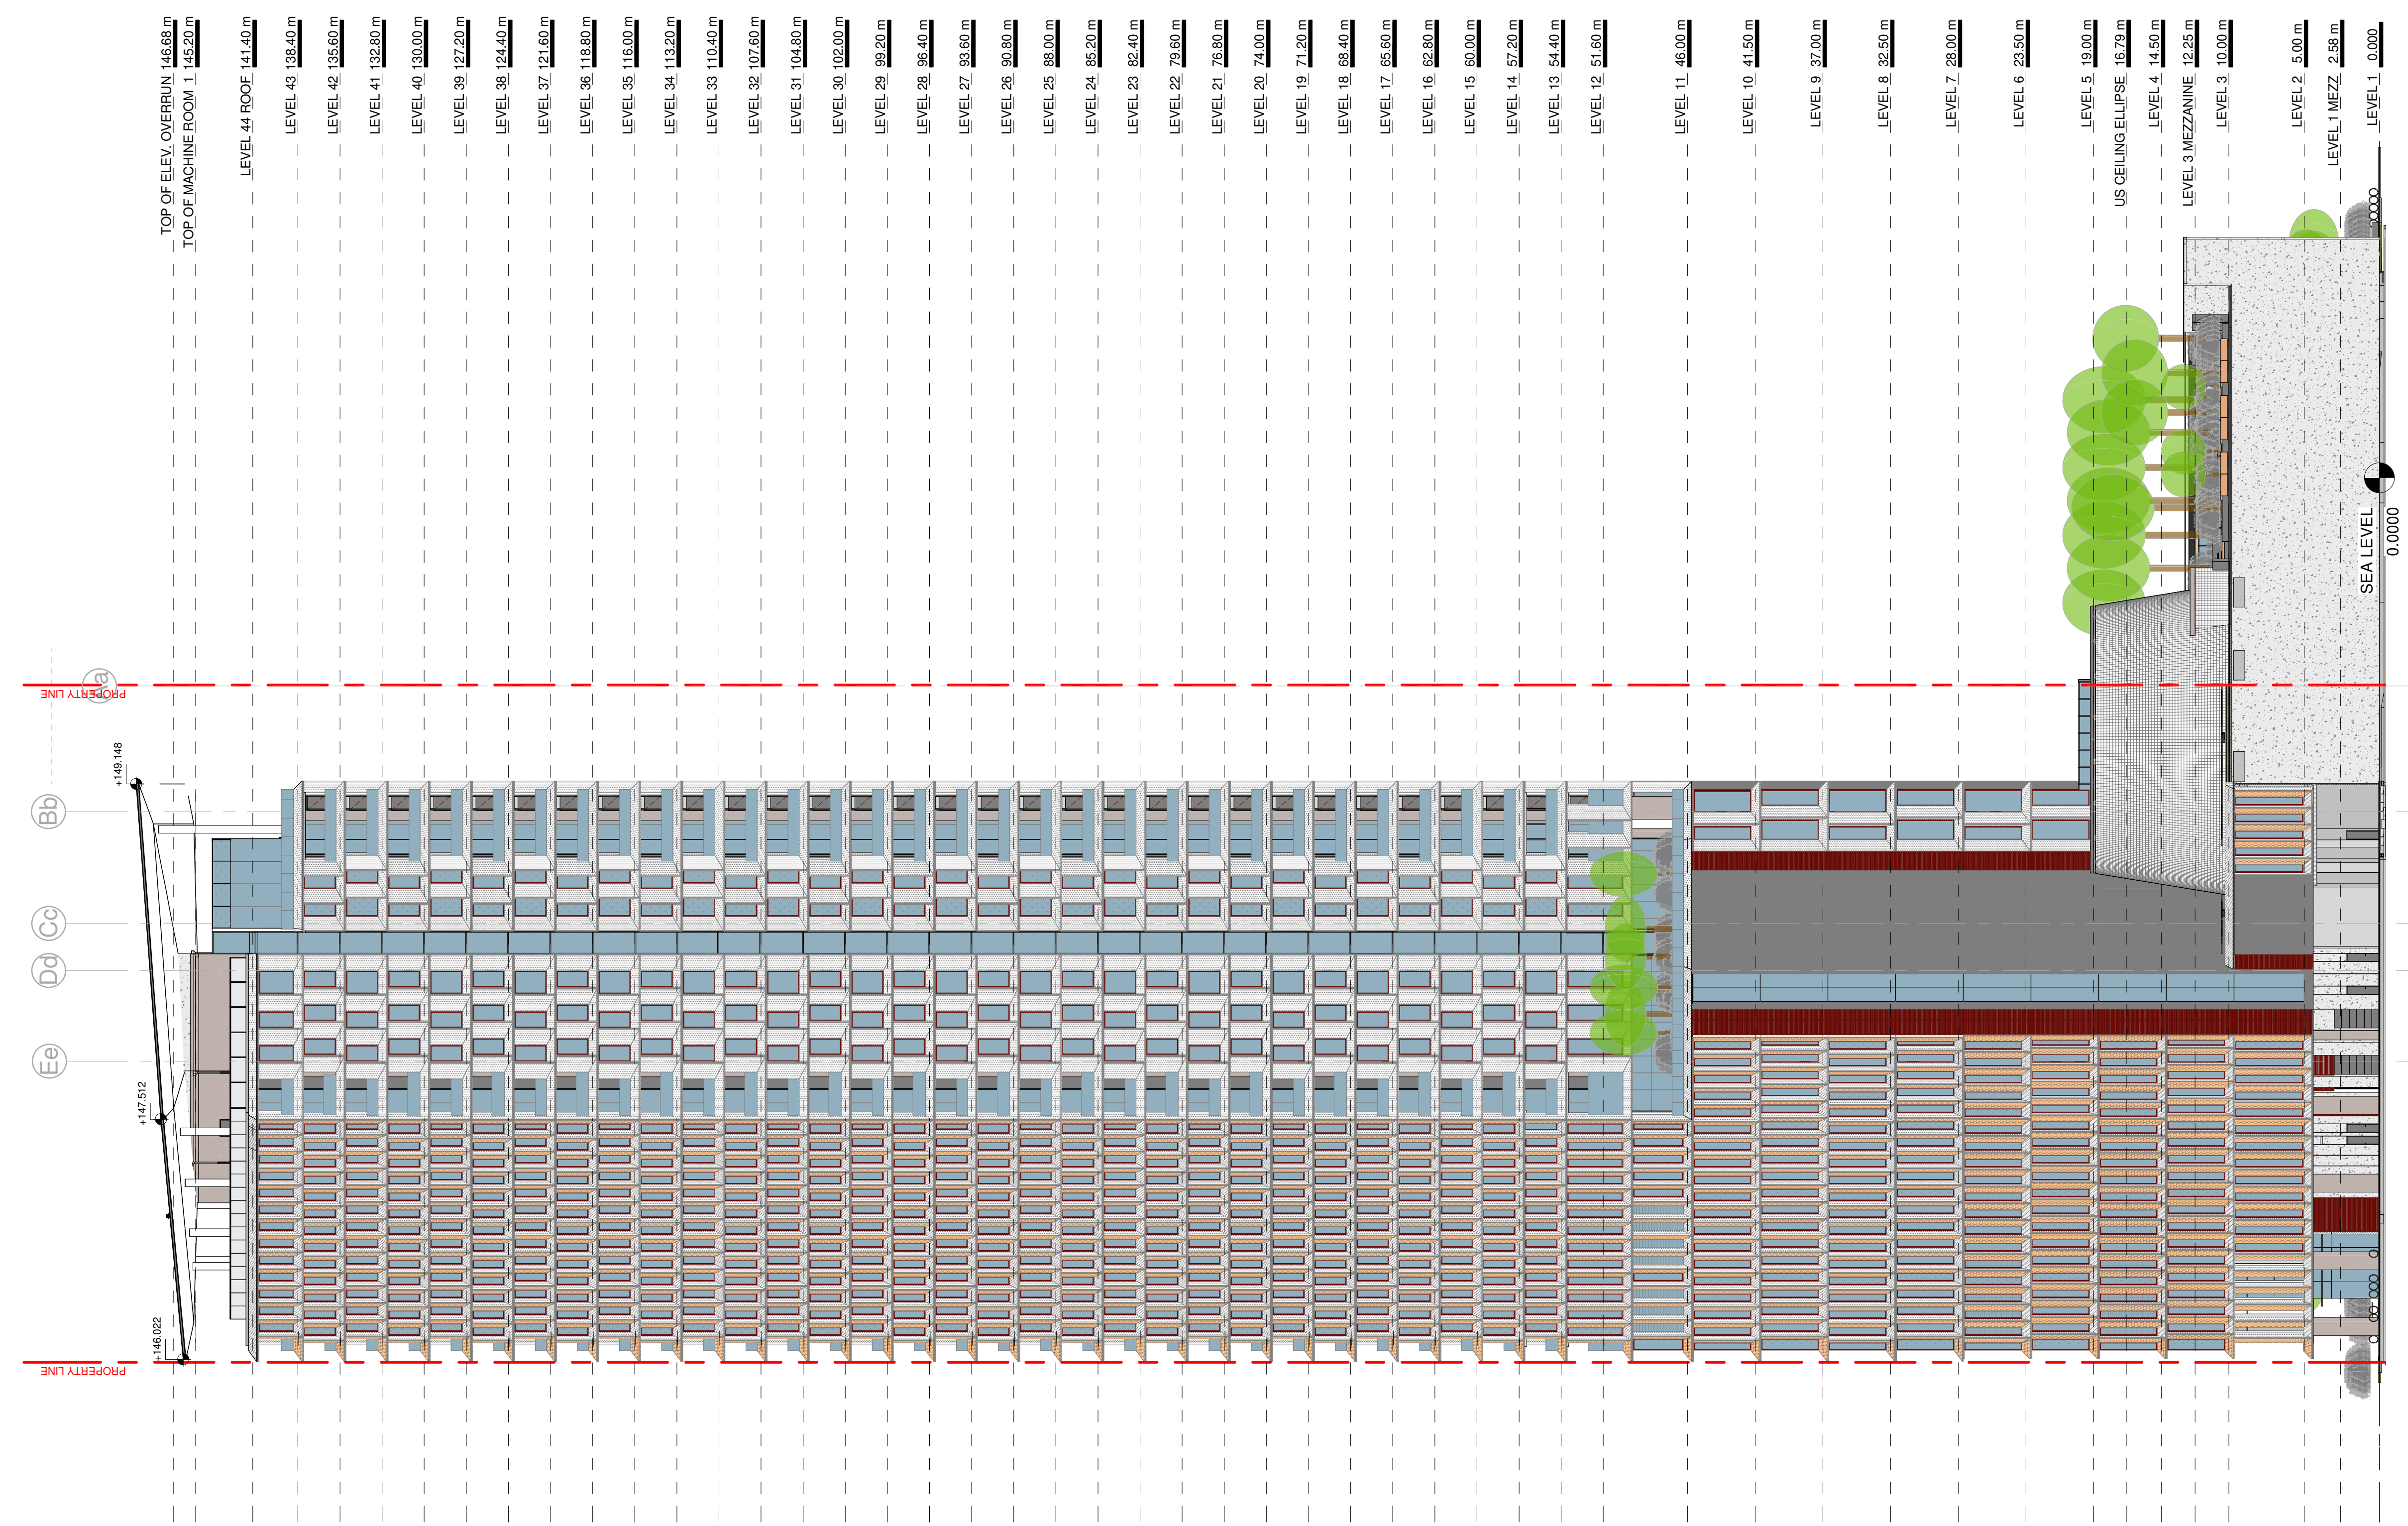 TOP OF ELEV. OVERRUN 146.68 m
TOP OF MACHINE ROOM 1 145.20 m
LEVEL 44 ROOF 141.40 m
LEVEL 43 138.40 m
LEVEL 42 135.60 m
LEVEL 41 132.80 m
LEVEL 40 130.00 m
LEVEL 39 127.20 m
LEVEL 38 124.40 m
LEVEL 37 121.60 m
LEVEL 36 118.80 m
LEVEL 35 116.00 m
LEVEL 34 113.20 m
LEVEL 33 110.40 m
LEVEL 32 107.60 m
LEVEL 31 104.80 m
LEVEL 30 102.00 m
LEVEL 29 99.20 m
LEVEL 28 96.40 m
LEVEL 27 93.60 m
LEVEL 26 90.80 m
LEVEL 25 88.00 m
LEVEL 24 85.20 m
LEVEL 23 82.40 m
LEVEL 22 79.60 m
LEVEL 21 76.80 m
LEVEL 20 74.00 m
LEVEL 19 71.20 m
LEVEL 18 68.40 m
LEVEL 17 65.60 m
LEVEL 16 62.80 m
LEVEL 15 60.00 m
LEVEL 14 57.20 m
LEVEL 13 54.40 m
LEVEL 12 51.60 m
LEVEL 11 46.00 m
LEVEL 10 41.50 m
LEVEL 9 37.00 m
LEVEL 8 32.50 m
LEVEL 7 28.00 m
LEVEL 6 23.50 m
LEVEL 5 19.00 m
US CEILING ELLIPSE 16.79 m
LEVEL 4 14.50 m
LEVEL 3 MEZZANINE 12.25 m
LEVEL 3 10.00 m
LEVEL 2 5.00 m
LEVEL 1 MEZZ 2.58 m
LEVEL 1 0.000
SEA LEVEL
0.0000
Aa
PROPERTY LINE
+149.148
Bb
Cc
Dd
Ee
+147.512
+146.022
PROPERTY LINE